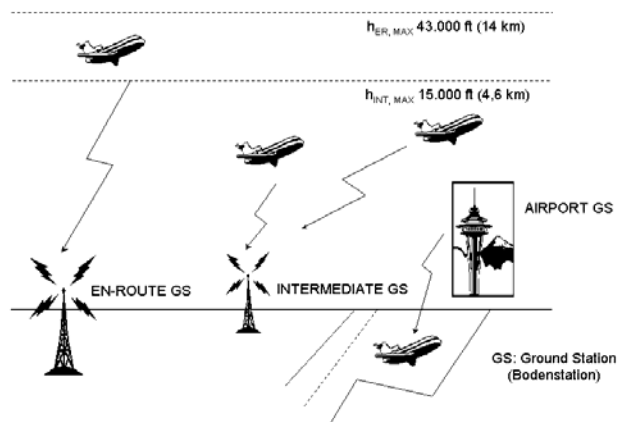 hER, MAX 43.000 ft (14 km)
hINT, MAX 15.000 ft (4,6 km)
AIRPORT GS
EN-ROUTE GS
INTERMEDIATE GS
GS: Ground Station
(Bodenstation)